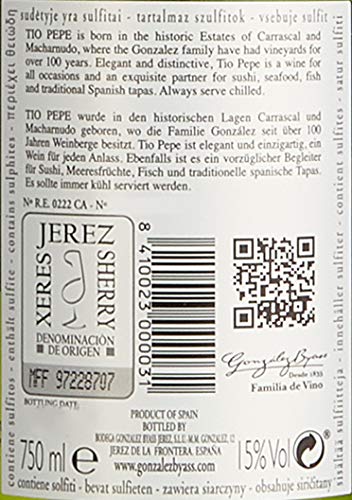 sudėtyje yra sulfitai - tartalmaz szulfitok - vsebuje sulfit
TIO PEPE is born in the historic Estates of Carrascal and
Macharnudo, where the Gonzalez family have had vineyards for
over 100 years. Elegant and distinctive, Tio Pepe is a wine for
all occasions and an exquisite partner for sushi, seafood, fish
and traditional Spanish tapas. Always serve chilled.
TIO PEPE wurde in den historischen Lagen Carrascal und
Macharnudo geboren, wo die Familie González seit über 100
Jahren Weinberge besitzt. Tio Pepe ist elegant und einzigartig, ein
Wein für jeden Anlass. Ebenfalls ist es ein vorzüglicher Begleiter
für Sushi, Meeresfrüchte, Fisch und traditionelle spanische Tapas.
Es sollte immer kühl serviert werden.
Nº R.E. 0222 CA - Nº
XERES
JEREZ
SHERRY
DENOMINACIÓN
DE ORIGEN
MFF 97228707
BOTTLING DATE:
8 410023 000031
González Byass
Desde 1835
Familia de Vino
PRODUCT OF SPAIN
BOTTLED BY
BODEGA GONZALEZ BYASS JEREZ, S.L.U.-M.M. GONZALEZ, 12
JEREZ DE LA FRONTERA. ESPAÑA
www.gonzalezbyass.com
750 ml e
15%Vol
contiene sulfitos - enthält sulfite - contains sulphites - περιέχει θειώδη
contiene solfiti - bevat sulfieten - zawiera siarczyny - obsahuje siřičitany